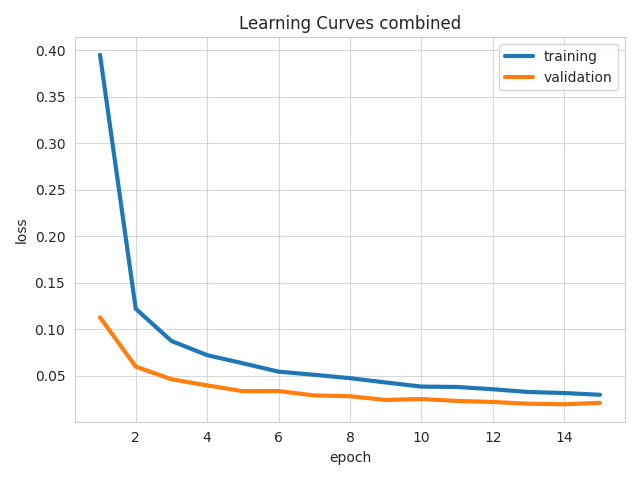 Learning Curves combined
training
validation
0.40
0.35
0.30
0.25
0.20
0.15
0.10
0.05
loss
2 4 6 8 10 12 14
epoch